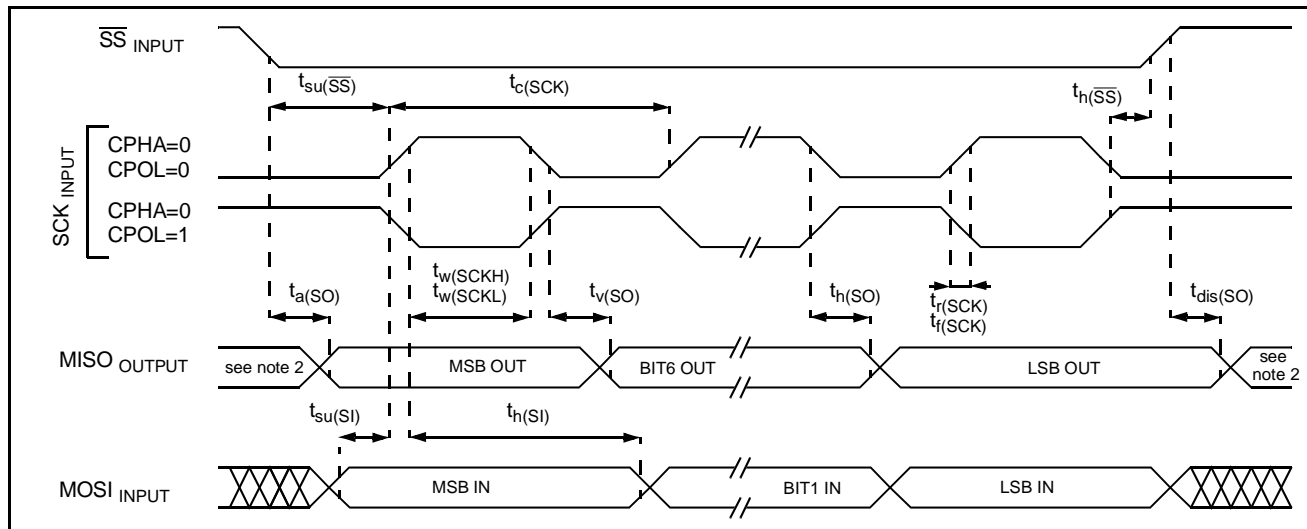 SS INPUT
tsu(SS)
tc(SCK)
th(SS)
SCK INPUT
CPHA=0
CPOL=0
CPHA=0
CPOL=1
ta(SO)
tw(SCKH)
tw(SCKL)
tv(SO)
th(SO)
tr(SCK)
tf(SCK)
tdis(SO)
MISO OUTPUT
see note 2
MSB OUT
BIT6 OUT
LSB OUT
see
note 2
tsu(SI)
th(SI)
MOSI INPUT
MSB IN
BIT1 IN
LSB IN